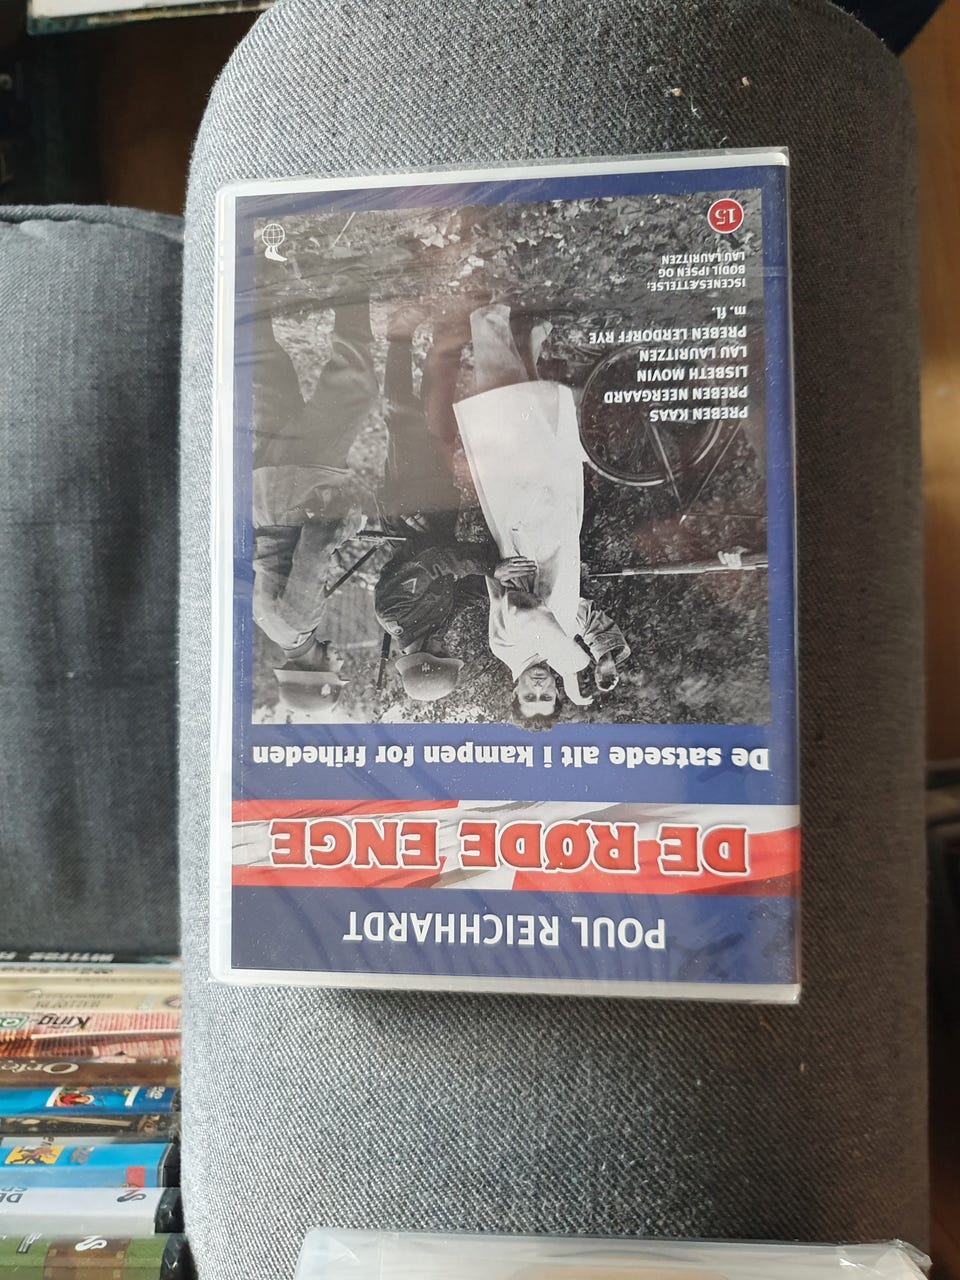 POUL REICHHARDT
DE RØDE ENGE
De satsede alt i kampen for friheden
PREBEN KAAS
PREBEN NEERGAARD
LISBETH MOVIN
LAU LAURITZEN
PREBEN LERDORFF RYE
m. fl.
ISCENESÆTTELSE:
BODIL IPSEN OG
LAU LAURITZEN
15
King